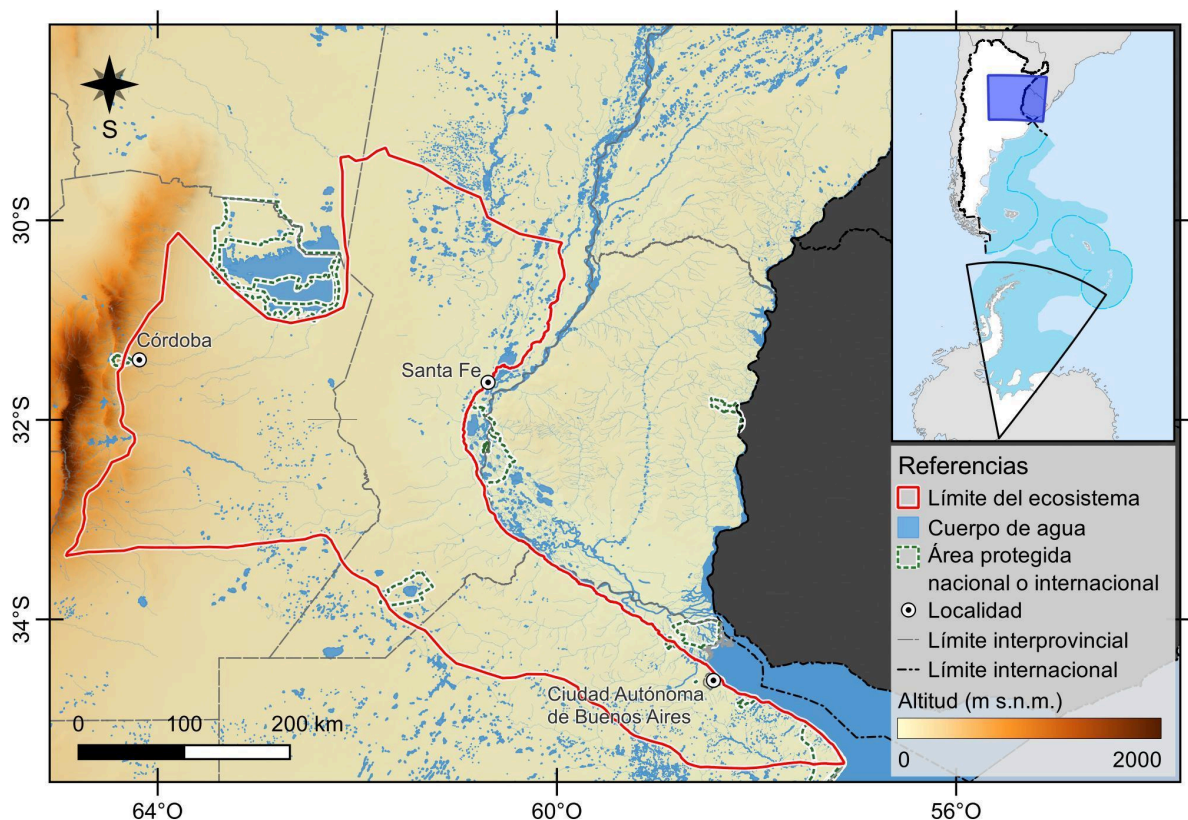 S
30°S
32°S
34°S
Córdoba
Santa Fe
Ciudad Autónoma
de Buenos Aires
0 100 200 km
64°O
60°O
56°O
Referencias
Límite del ecosistema
Cuerpo de agua
Área protegida
nacional o internacional
Localidad
Límite interprovincial
Límite internacional
Altitud (m s.n.m.)
0 2000